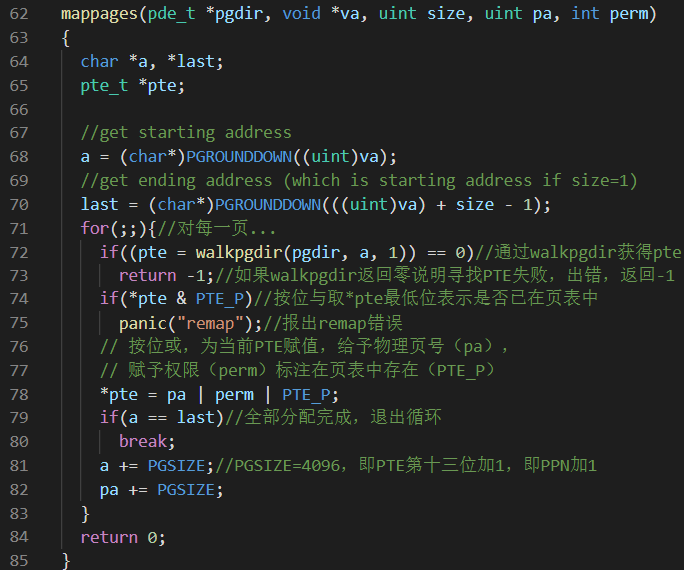 62 mappages(pde_t *pgdir, void *va, uint size, uint pa, int perm)
63 {
64   char *a, *last;
65   pte_t *pte;
66
67   //get starting address
68   a = (char*)PGROUNDDOWN((uint)va);
69   //get ending address (which is starting address if size=1)
70   last = (char*)PGROUNDDOWN(((uint)va) + size - 1);
71   for(;;){//对每一页...
72     if((pte = walkpgdir(pgdir, a, 1)) == 0)//通过walkpgdir获得pte
73       return -1;//如果walkpgdir返回零说明寻找PTE失败，出错，返回-1
74     if(*pte & PTE_P)//按位与取*pte最低位表示是否已在页表中
75       panic("remap");//报出remap错误
76     // 按位或，为当前PTE赋值，给予物理页号（pa），
77     // 赋予权限（perm）标注在页表中存在（PTE_P）
78     *pte = pa | perm | PTE_P;
79     if(a == last)//全部分配完成，退出循环
80       break;
81     a += PGSIZE;//PGSIZE=4096，即PTE第十三位加1，即PPN加1
82     pa += PGSIZE;
83   }
84   return 0;
85 }